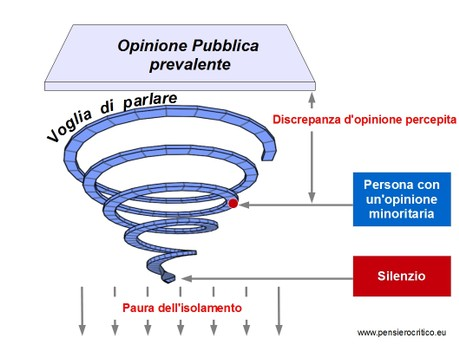 Opinione Pubblica
prevalente
Voglia di parlare
Discrepanza d'opinione percepita
Persona con
un'opinione
minoritaria
Silenzio
Paura dell'isolamento
www.pensierocritico.eu